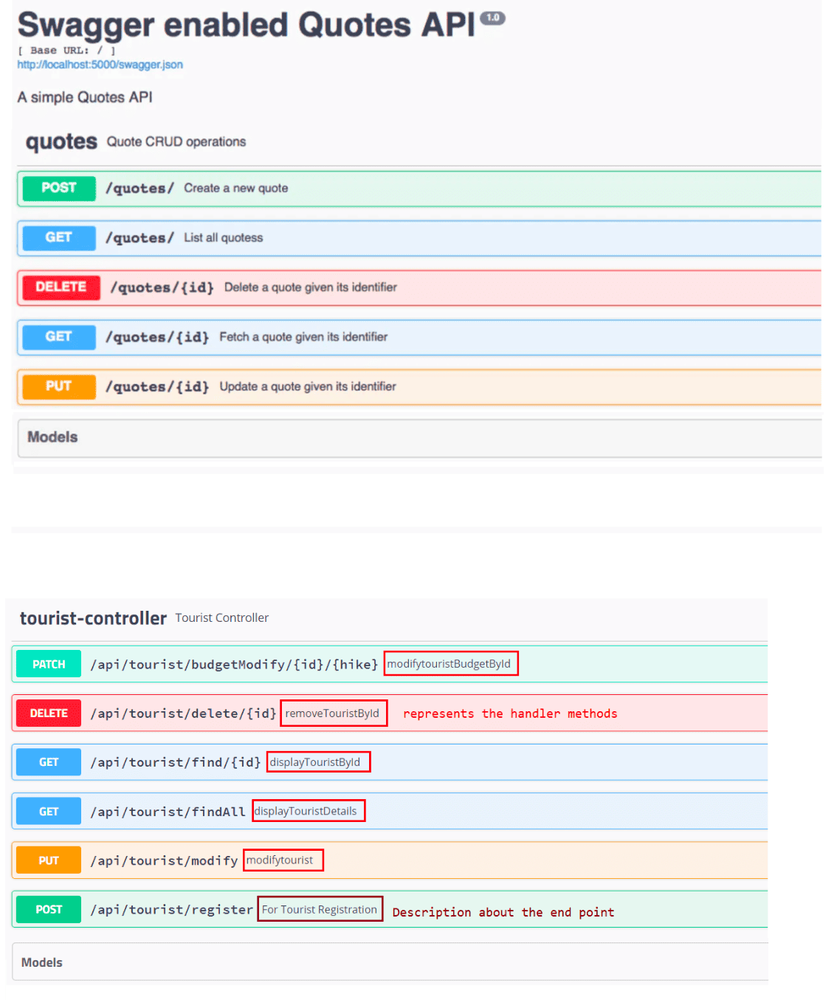 Swagger enabled Quotes API 1.0
[ Base URL: / ]
http://localhost:5000/swagger.json
A simple Quotes API
quotes Quote CRUD operations
POST /quotes/ Create a new quote
GET /quotes/ List all quotess
DELETE /quotes/{id} Delete a quote given its identifier
GET /quotes/{id} Fetch a quote given its identifier
PUT /quotes/{id} Update a quote given its identifier
Models
tourist-controller Tourist Controller
PATCH /api/tourist/budgetModify/{id}/{hike} modifytouristBudgetById
DELETE /api/tourist/delete/{id} removeTouristById represents the handler methods
GET /api/tourist/find/{id} displayTouristById
GET /api/tourist/findAll displayTouristDetails
PUT /api/tourist/modify modifytourist
POST /api/tourist/register For Tourist Registration Description about the end point
Models